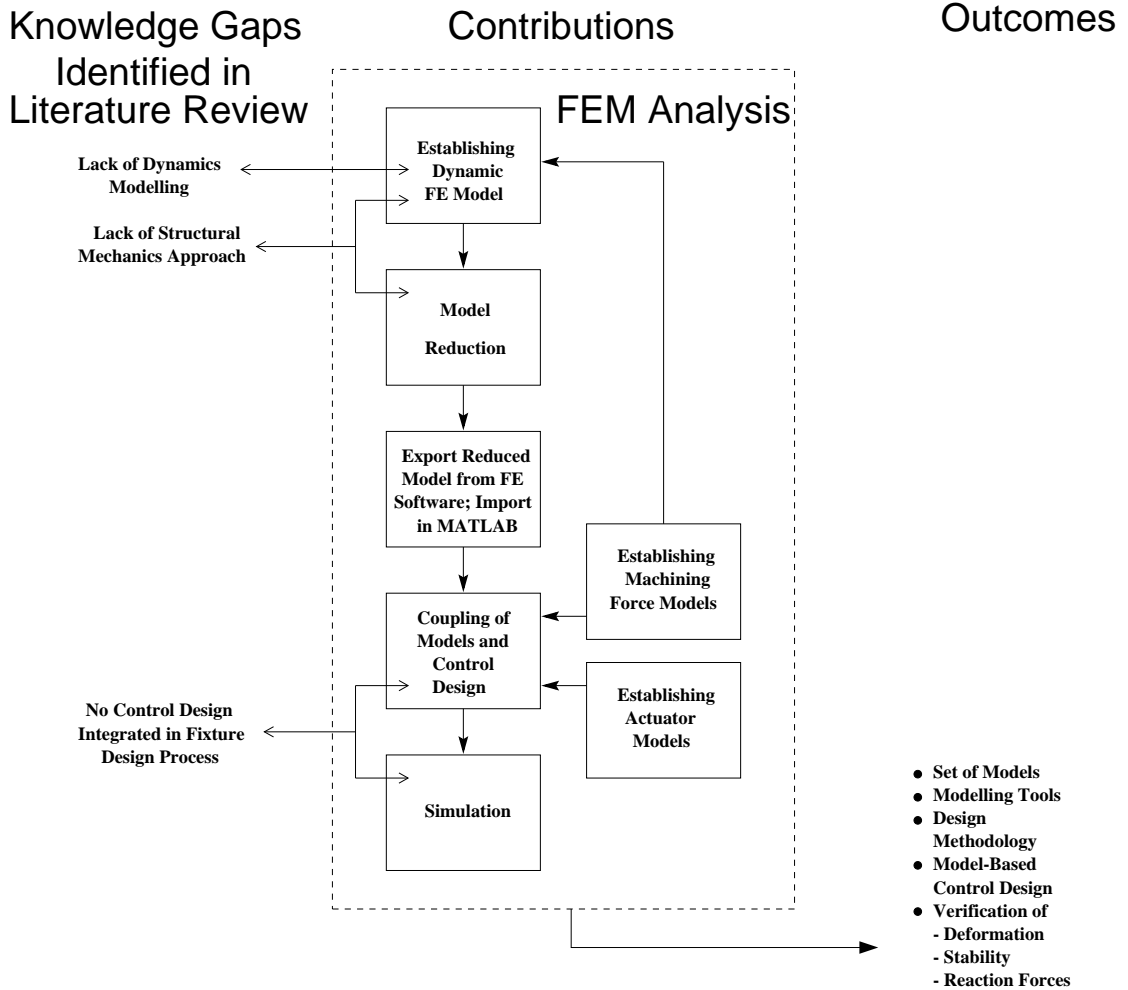 Knowledge Gaps
Identified in
Literature Review
Contributions
Outcomes
FEM Analysis
Lack of Dynamics
Modelling
Lack of Structural
Mechanics Approach
No Control Design
Integrated in Fixture
Design Process
Establishing
Dynamic
FE Model
Model
Reduction
Export Reduced
Model from FE
Software; Import
in MATLAB
Coupling of
Models and
Control
Design
Simulation
Establishing
Machining
Force Models
Establishing
Actuator
Models
● Set of Models
● Modelling Tools
● Design
Methodology
● Model-Based
Control Design
● Verification of
- Deformation
- Stability
- Reaction Forces